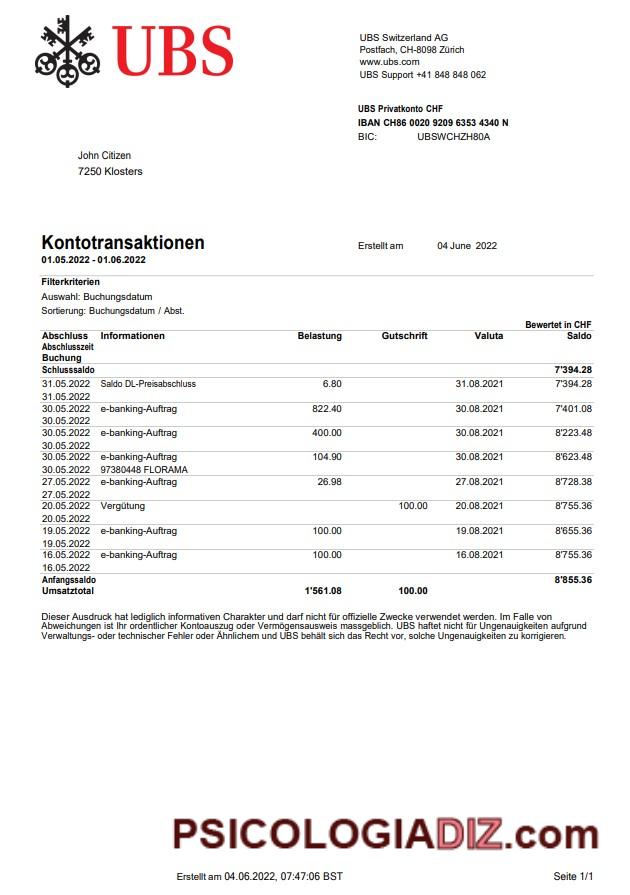 UBS
UBS Switzerland AG
Postfach, CH-8098 Zürich
www.ubs.com
UBS Support +41 848 848 062
UBS Privatkonto CHF
IBAN CH86 0020 9209 6353 4340 N
BIC: UBSWCHZH80A
John Citizen
7250 Klosters
Kontotransaktionen
Erstellt am 04 June 2022
01.05.2022 - 01.06.2022
Filterkriterien
Auswahl: Buchungsdatum
Sortierung: Buchungsdatum / Abst.
Bewertet in CHF
Abschluss Informationen Belastung Gutschrift Valuta Saldo
Abschlusszeit
Buchung
Schlusssaldo 7'394.28
31.05.2022 Saldo DL-Preisabschluss 6.80 31.08.2021 7'394.28
31.05.2022
30.05.2022 e-banking-Auftrag 822.40 30.08.2021 7'401.08
30.05.2022
30.05.2022 e-banking-Auftrag 400.00 30.08.2021 8'223.48
30.05.2022
30.05.2022 e-banking-Auftrag 104.90 30.08.2021 8'623.48
30.05.2022 97380448 FLORAMA
27.05.2022 e-banking-Auftrag 26.98 27.08.2021 8'728.38
27.05.2022
20.05.2022 Vergütung 100.00 20.08.2021 8'755.36
20.05.2022
19.05.2022 e-banking-Auftrag 100.00 19.08.2021 8'655.36
19.05.2022
16.05.2022 e-banking-Auftrag 100.00 16.08.2021 8'755.36
16.05.2022
Anfangssaldo 8'855.36
Umsatztotal 1'561.08 100.00
Dieser Ausdruck hat lediglich informativen Charakter und darf nicht für offizielle Zwecke verwendet werden. Im Falle von
Abweichungen ist Ihr ordentlicher Kontoauszug oder Vermögensausweis massgeblich. UBS haftet nicht für Ungenauigkeiten aufgrund
Verwaltungs- oder technischer Fehler oder Ähnlichem und UBS behält sich das Recht vor, solche Ungenauigkeiten zu korrigieren.
PSICOLOGIADIZ.com
Erstellt am 04.06.2022, 07:47:06 BST Seite 1/1